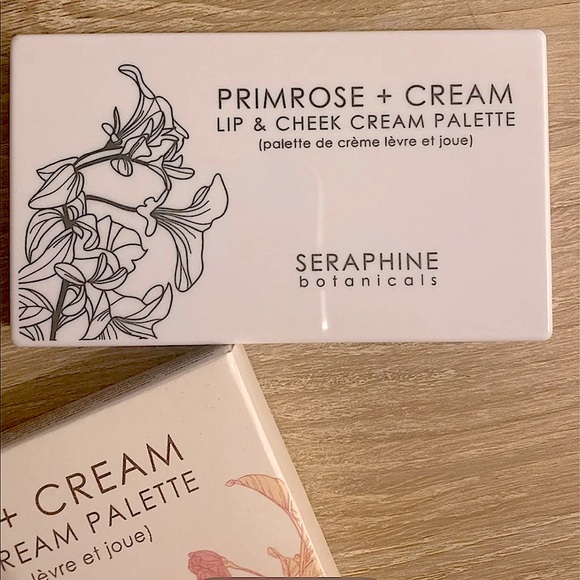 PRIMROSE + CREAM
LIP & CHEEK CREAM PALETTE
(palette de crème lèvre et joue)
SERAPHINE
botanicals
+ CREAM
REAM PALETTE
lèvre et joue)